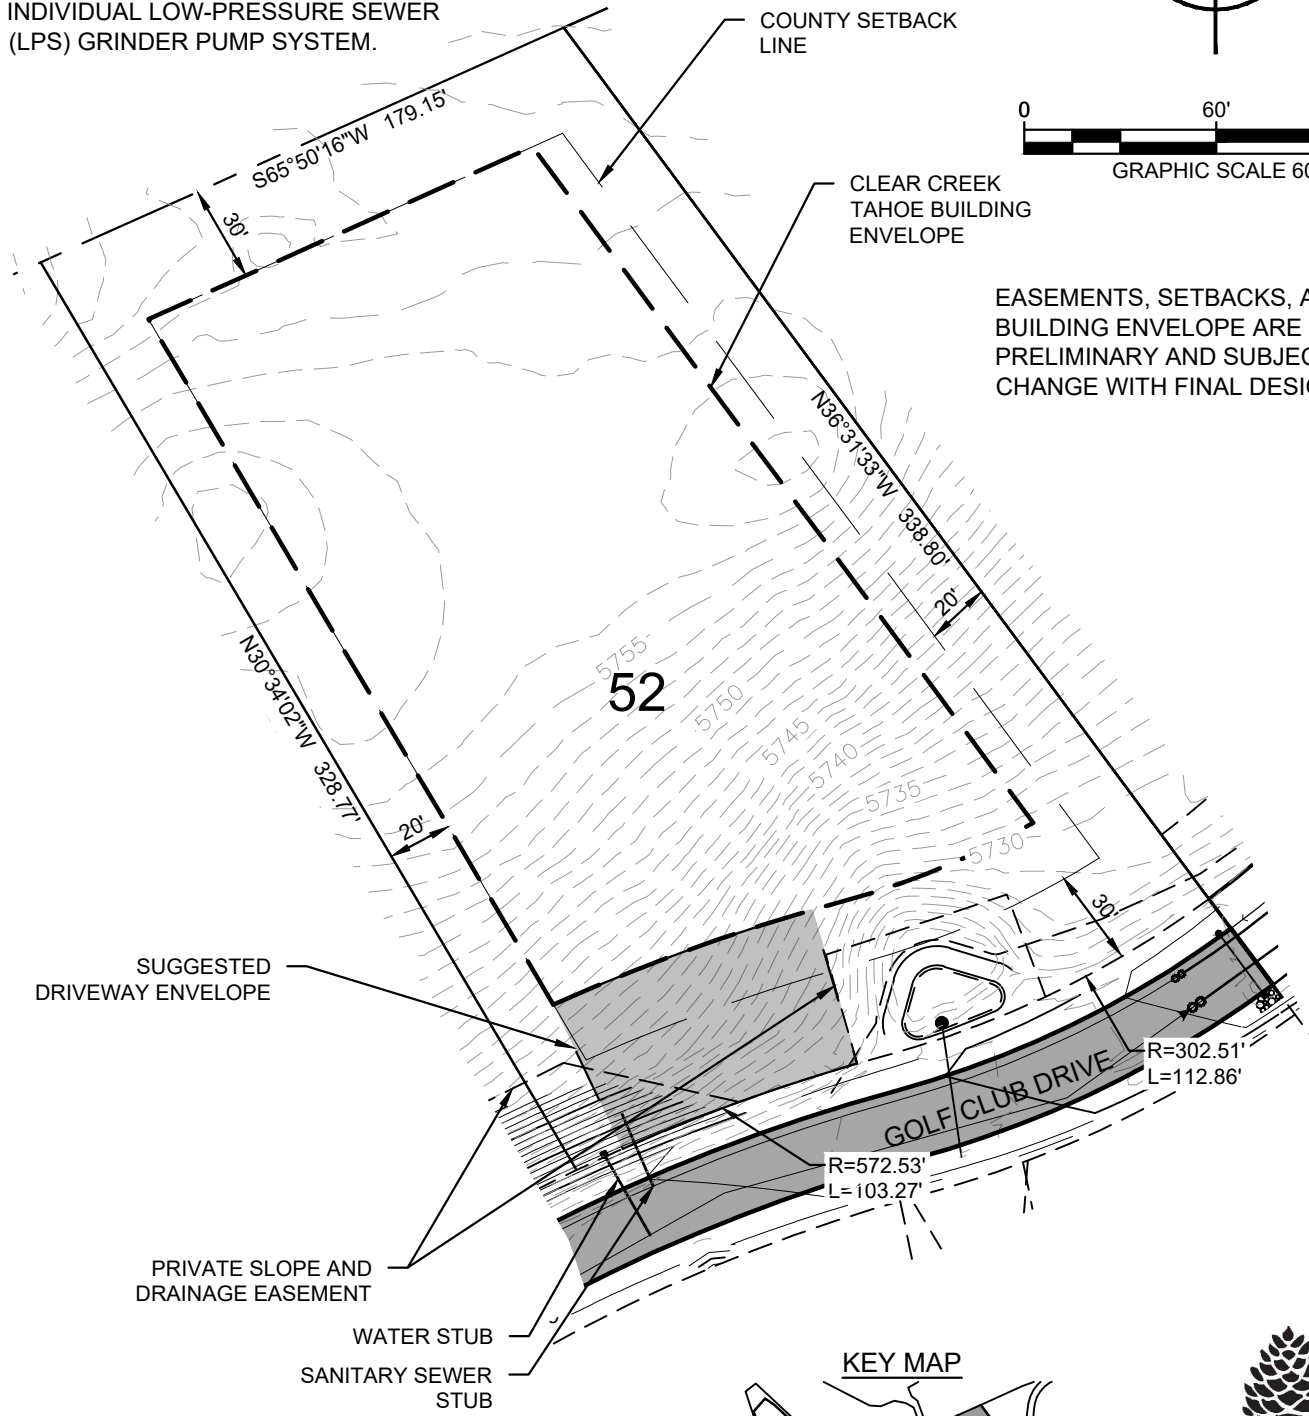 INDIVIDUAL LOW-PRESSURE SEWER
(LPS) GRINDER PUMP SYSTEM.
COUNTY SETBACK
LINE
0 60'
GRAPHIC SCALE 60
S65°50'16"W 179.15'
30'
CLEAR CREEK
TAHOE BUILDING
ENVELOPE
EASEMENTS, SETBACKS, A
BUILDING ENVELOPE ARE
PRELIMINARY AND SUBJEC
CHANGE WITH FINAL DESI
N36°31'33"W 338.80'
20'
N30°34'02"W 328.77'
20'
52
5755
5750
5745
5740
5735
5730
30'
SUGGESTED
DRIVEWAY ENVELOPE
R=302.51'
L=112.86'
GOLF CLUB DRIVE
R=572.53'
L=103.27'
PRIVATE SLOPE AND
DRAINAGE EASEMENT
WATER STUB
SANITARY SEWER
STUB
KEY MAP